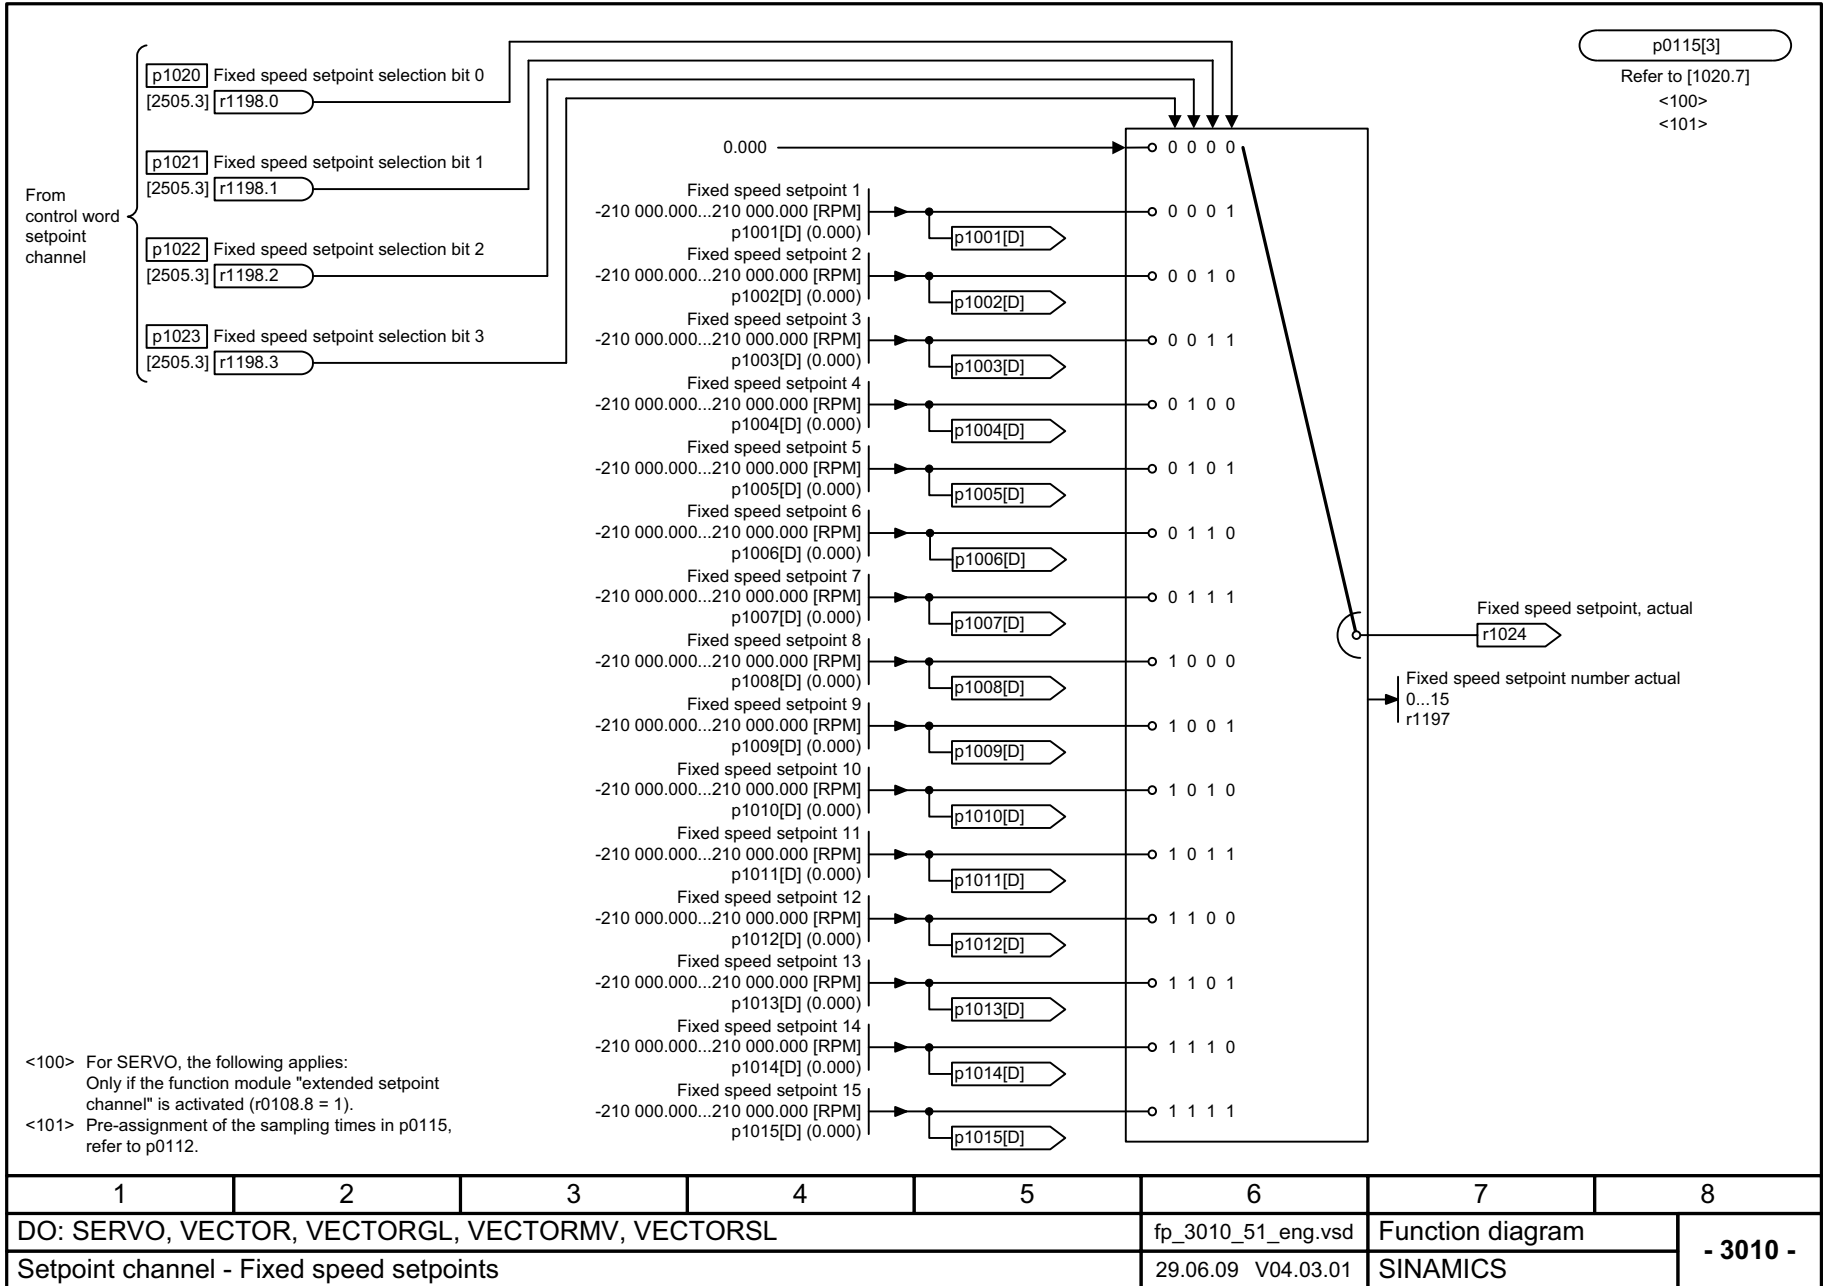 p0115[3]
Refer to [1020.7]
<100>
<101>
From
control word
setpoint
channel
p1020 Fixed speed setpoint selection bit 0
[2505.3] r1198.0
p1021 Fixed speed setpoint selection bit 1
[2505.3] r1198.1
p1022 Fixed speed setpoint selection bit 2
[2505.3] r1198.2
p1023 Fixed speed setpoint selection bit 3
[2505.3] r1198.3
0.000
0 0 0 0
Fixed speed setpoint 1
-210 000.000...210 000.000 [RPM]
p1001[D] (0.000)
p1001[D]
0 0 0 1
Fixed speed setpoint 2
-210 000.000...210 000.000 [RPM]
p1002[D] (0.000)
p1002[D]
0 0 1 0
Fixed speed setpoint 3
-210 000.000...210 000.000 [RPM]
p1003[D] (0.000)
p1003[D]
0 0 1 1
Fixed speed setpoint 4
-210 000.000...210 000.000 [RPM]
p1004[D] (0.000)
p1004[D]
0 1 0 0
Fixed speed setpoint 5
-210 000.000...210 000.000 [RPM]
p1005[D] (0.000)
p1005[D]
0 1 0 1
Fixed speed setpoint 6
-210 000.000...210 000.000 [RPM]
p1006[D] (0.000)
p1006[D]
0 1 1 0
Fixed speed setpoint 7
-210 000.000...210 000.000 [RPM]
p1007[D] (0.000)
p1007[D]
0 1 1 1
Fixed speed setpoint 8
-210 000.000...210 000.000 [RPM]
p1008[D] (0.000)
p1008[D]
1 0 0 0
Fixed speed setpoint 9
-210 000.000...210 000.000 [RPM]
p1009[D] (0.000)
p1009[D]
1 0 0 1
Fixed speed setpoint 10
-210 000.000...210 000.000 [RPM]
p1010[D] (0.000)
p1010[D]
1 0 1 0
Fixed speed setpoint 11
-210 000.000...210 000.000 [RPM]
p1011[D] (0.000)
p1011[D]
1 0 1 1
Fixed speed setpoint 12
-210 000.000...210 000.000 [RPM]
p1012[D] (0.000)
p1012[D]
1 1 0 0
Fixed speed setpoint 13
-210 000.000...210 000.000 [RPM]
p1013[D] (0.000)
p1013[D]
1 1 0 1
Fixed speed setpoint 14
-210 000.000...210 000.000 [RPM]
p1014[D] (0.000)
p1014[D]
1 1 1 0
Fixed speed setpoint 15
-210 000.000...210 000.000 [RPM]
p1015[D] (0.000)
p1015[D]
1 1 1 1
Fixed speed setpoint, actual
r1024
Fixed speed setpoint number actual
0...15
r1197
<100> For SERVO, the following applies:
Only if the function module "extended setpoint
channel" is activated (r0108.8 = 1).
<101> Pre-assignment of the sampling times in p0115,
refer to p0112.
1 2 3 4 5 6 7 8
DO: SERVO, VECTOR, VECTORGL, VECTORMV, VECTORSL
fp_3010_51_eng.vsd
Function diagram
- 3010 -
Setpoint channel - Fixed speed setpoints
29.06.09 V04.03.01
SINAMICS